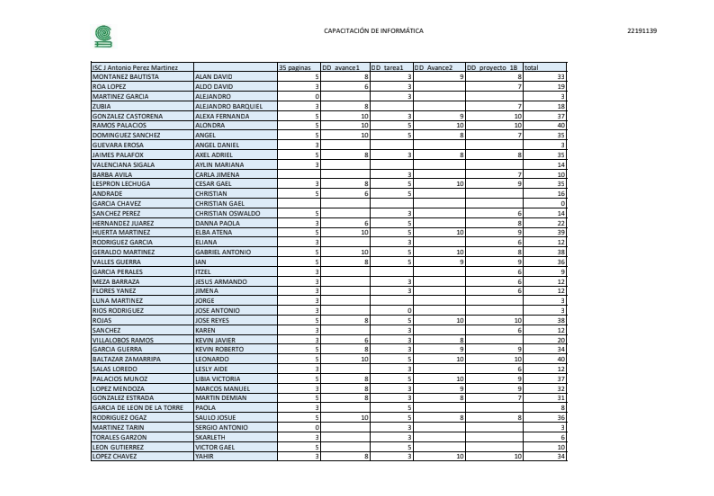 CAPACITACIÓN DE INFORMÁTICA 22191139
ISC J Antonio Perez Martinez 35 paginas DD_avance1 DD_tarea1 DD_Avance2 DD_proyecto_1B total
MONTANEZ BAUTISTA ALAN DAVID 5 8 3 9 8 33
ROA LOPEZ ALDO DAVID 3 6 3 7 19
MARTINEZ GARCIA ALEJANDRO 0 3 3
ZUBIA ALEJANDRO BARQUIEL 3 8 7 18
GONZALEZ CASTORENA ALEXA FERNANDA 5 10 3 9 10 37
RAMOS PALACIOS ALONDRA 5 10 5 10 10 40
DOMINGUEZ SANCHEZ ANGEL 5 10 5 8 7 35
GUEVARA EROSA ANGEL DANIEL 3 3
JAIMES PALAFOX AXEL ADRIEL 5 8 3 8 8 35
VALENCIANA SIGALA AYLIN MARIANA 3 14
BARBA AVILA CARLA JIMENA 3 7 10
LESPRON LECHUGA CESAR GAEL 3 8 5 10 9 35
ANDRADE CHRISTIAN 5 6 5 16
GARCIA CHAVEZ CHRISTIAN GAEL 0
SANCHEZ PEREZ CHRISTIAN OSWALDO 5 3 6 14
HERNANDEZ JUAREZ DANNA PAOLA 3 6 5 8 22
HUERTA MARTINEZ ELBA ATENA 5 10 5 10 9 39
RODRIGUEZ GARCIA ELIANA 3 3 6 12
GERALDO MARTINEZ GABRIEL ANTONIO 5 10 5 10 8 38
VALLES GUERRA IAN 5 8 5 9 9 36
GARCIA PERALES ITZEL 3 6 9
MEZA BARRAZA JESUS ARMANDO 3 3 6 12
FLORES YANEZ JIMENA 3 3 6 12
LUNA MARTINEZ JORGE 3 3
RIOS RODRIGUEZ JOSE ANTONIO 3 0 3
ROJAS JOSE REYES 5 8 5 10 10 38
SANCHEZ KAREN 3 3 6 12
VILLALOBOS RAMOS KEVIN JAVIER 3 6 3 8 20
GARCIA GUERRA KEVIN ROBERTO 5 8 3 9 9 34
BALTAZAR ZAMARRIPA LEONARDO 5 10 5 10 10 40
SALAS LOREDO LESLY AIDE 3 3 6 12
PALACIOS MUNOZ LIBIA VICTORIA 5 8 5 10 9 37
LOPEZ MENDOZA MARCOS MANUEL 3 8 3 9 9 32
GONZALEZ ESTRADA MARTIN DEMIAN 5 8 3 8 7 31
GARCIA DE LEON DE LA TORRE PAOLA 3 5 8
RODRIGUEZ OGAZ SAULO JOSUE 5 10 5 8 8 36
MARTINEZ TARIN SERGIO ANTONIO 0 3 3
TORALES GARZON SKARLETH 3 3 6
LEON GUTIERREZ VICTOR GAEL 5 5 10
LOPEZ CHAVEZ YAHIR 3 8 3 10 10 34